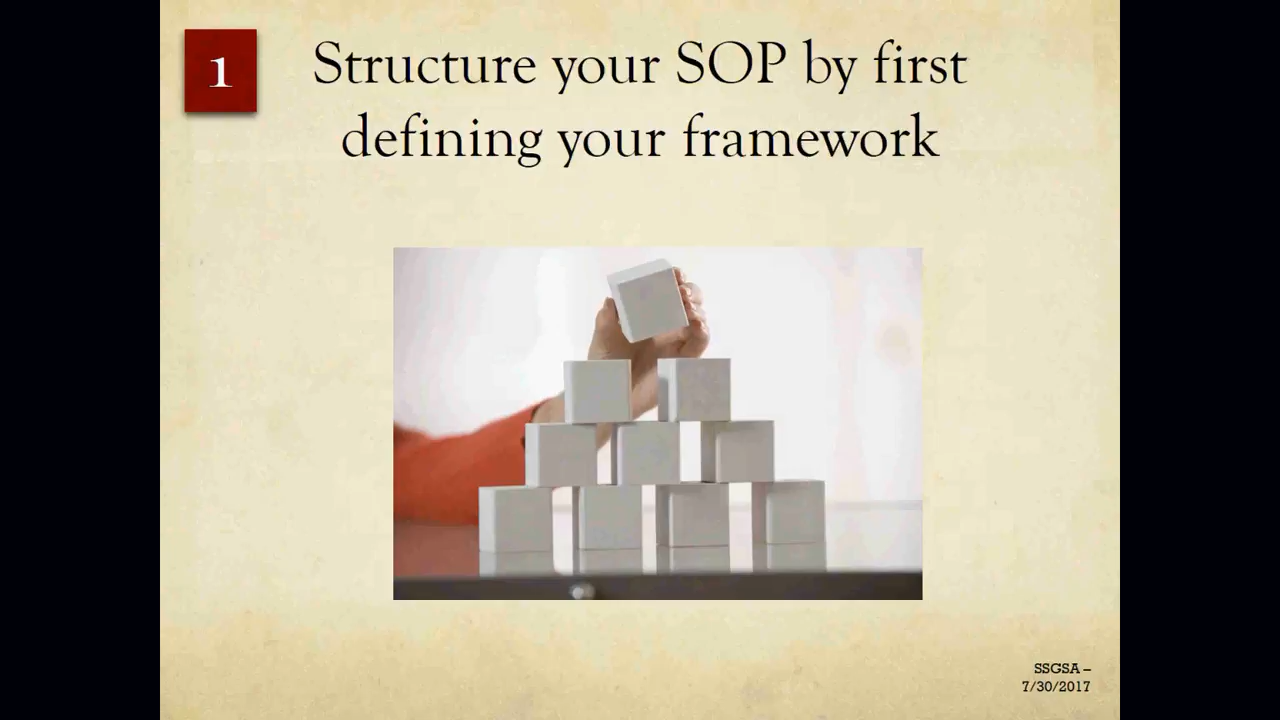 1
Structure your SOP by first
defining your framework
SSGSA –
7/30/2017